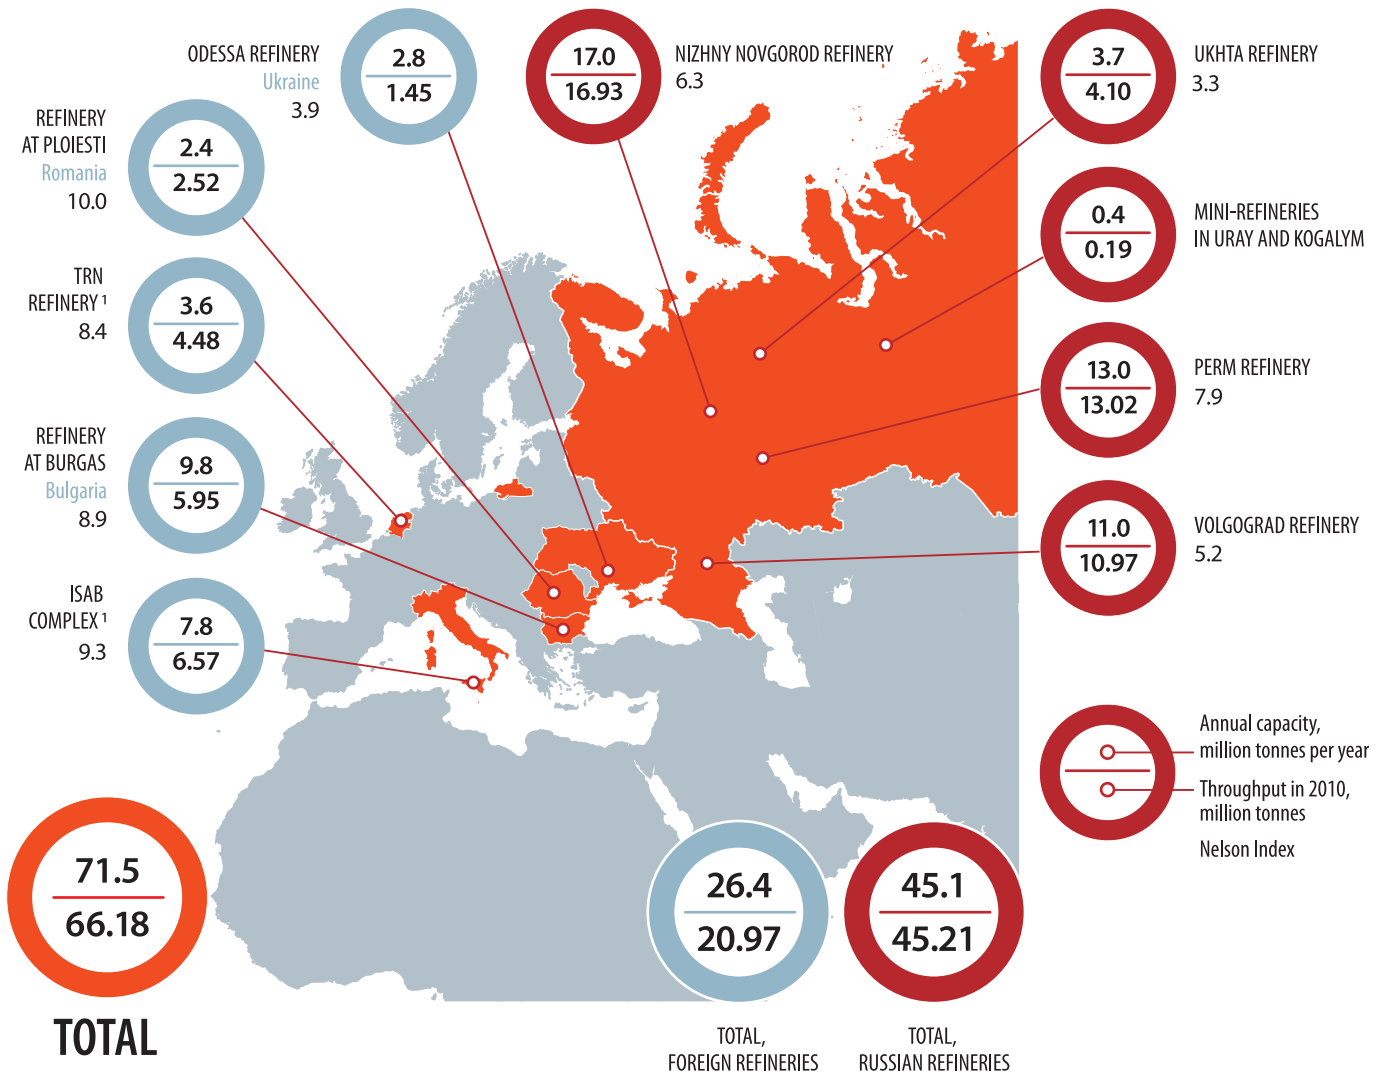 ODESSA REFINERY
Ukraine
3.9
2.8
1.45
17.0
16.93
NIZHNY NOVGOROD REFINERY
6.3
3.7
4.10
UKHTA REFINERY
3.3
REFINERY
AT PLOIESTI
Romania
10.0
2.4
2.52
0.4
0.19
MINI-REFINERIES
IN URAY AND KOGALYM
TRN
REFINERY ¹
8.4
3.6
4.48
13.0
13.02
PERM REFINERY
7.9
REFINERY
AT BURGAS
Bulgaria
8.9
9.8
5.95
11.0
10.97
VOLGOGRAD REFINERY
5.2
ISAB
COMPLEX ¹
9.3
7.8
6.57
Annual capacity,
million tonnes per year
Throughput in 2010,
million tonnes
Nelson Index
71.5
66.18
TOTAL
26.4
20.97
TOTAL,
FOREIGN REFINERIES
45.1
45.21
TOTAL,
RUSSIAN REFINERIES